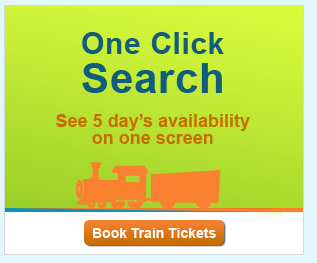 One Click
Search
See 5 day's availability
on one screen
Book Train Tickets